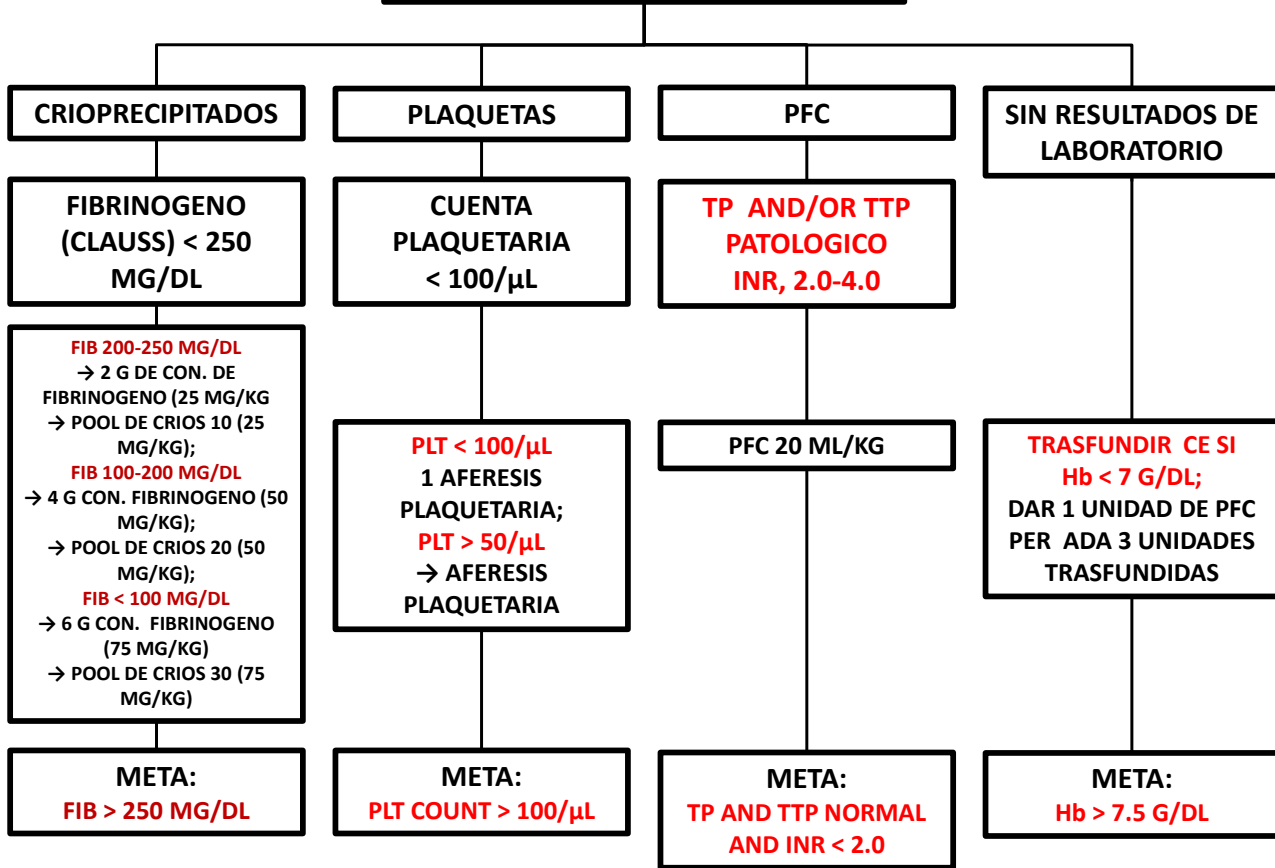 CRIOPRECIPITADOS
FIBRINOGENO
(CLAUSS) < 250
MG/DL
FIB 200-250 MG/DL
→ 2 G DE CON. DE
FIBRINOGENO (25 MG/KG
→ POOL DE CRIOS 10 (25
MG/KG);
FIB 100-200 MG/DL
→ 4 G CON. FIBRINOGENO (50
MG/KG);
→ POOL DE CRIOS 20 (50
MG/KG);
FIB < 100 MG/DL
→ 6 G CON. FIBRINOGENO
(75 MG/KG)
→ POOL DE CRIOS 30 (75
MG/KG)
META:
FIB > 250 MG/DL
PLAQUETAS
CUENTA
PLAQUETARIA
< 100/µL
PLT < 100/µL
1 AFERESIS
PLAQUETARIA;
PLT > 50/µL
→ AFERESIS
PLAQUETARIA
META:
PLT COUNT > 100/µL
PFC
TP AND/OR TTP
PATOLOGICO
INR, 2.0-4.0
PFC 20 ML/KG
META:
TP AND TTP NORMAL
AND INR < 2.0
SIN RESULTADOS DE
LABORATORIO
TRASFUNDIR CE SI
Hb < 7 G/DL;
DAR 1 UNIDAD DE PFC
PER ADA 3 UNIDADES
TRASFUNDIDAS
META:
Hb > 7.5 G/DL